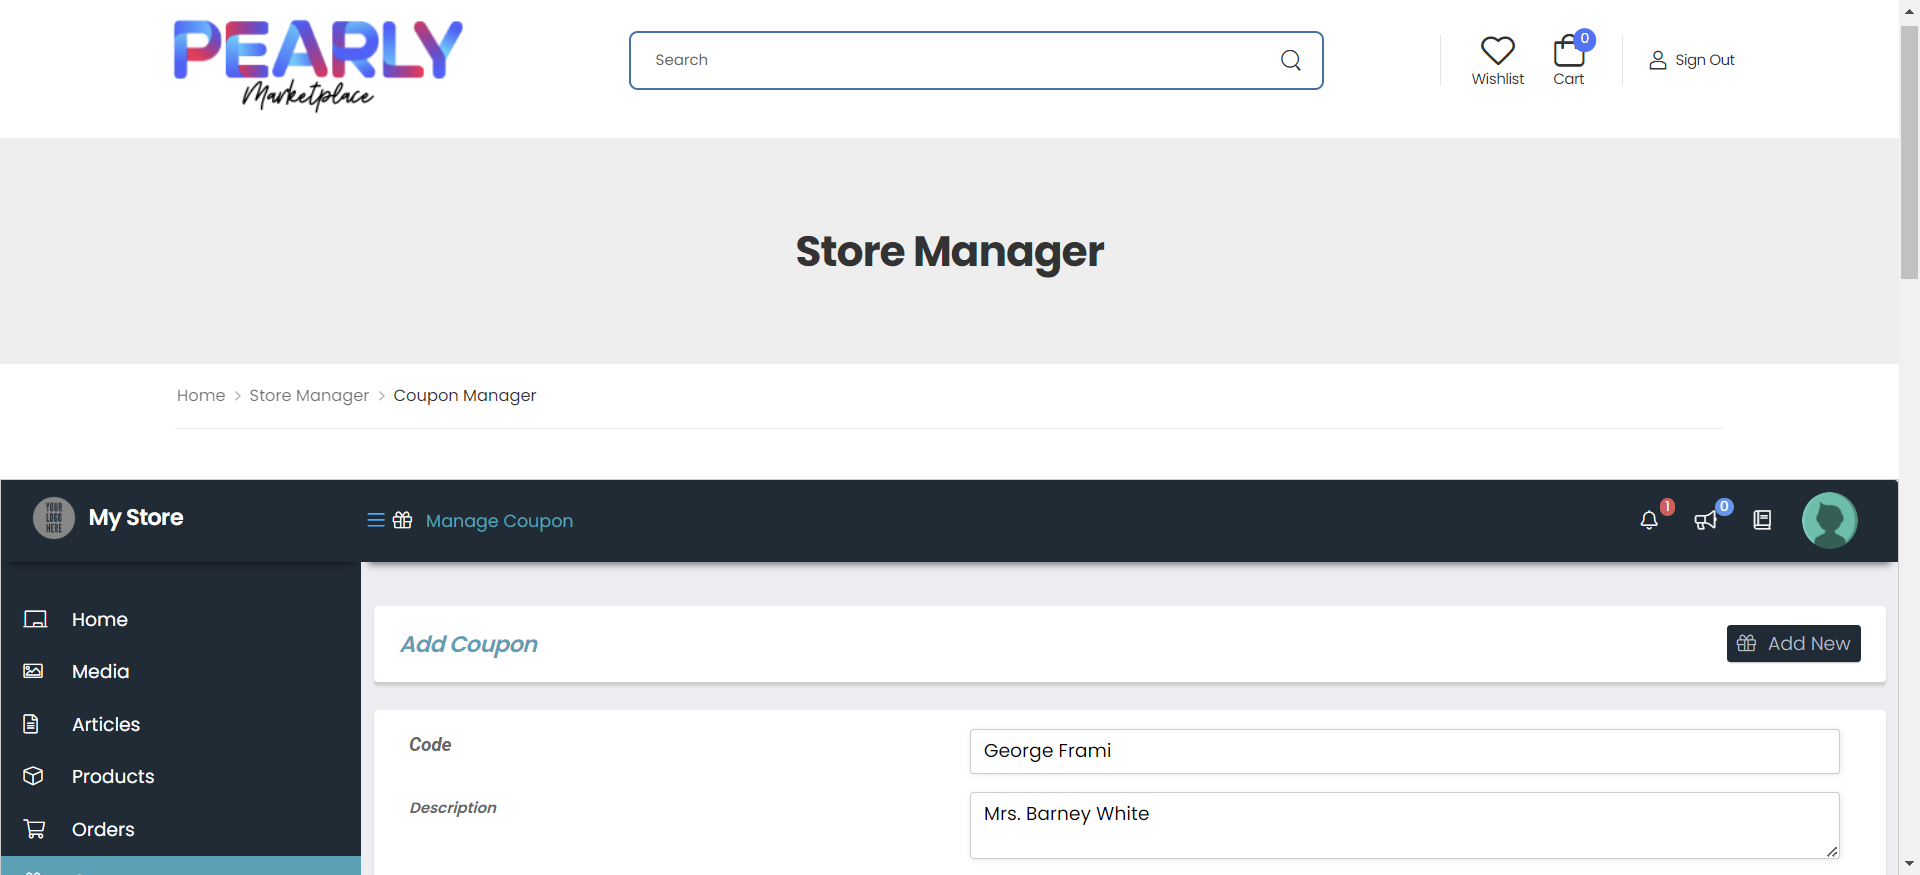 PEARLY
Marketplace
Search
Wishlist
Cart
0
Sign Out
Store Manager
Home > Store Manager > Coupon Manager
YOUR
LOGO
HERE
My Store
Manage Coupon
1
0
Home
Media
Articles
Products
Orders
Add Coupon
Add New
Code
George Frami
Description
Mrs. Barney White